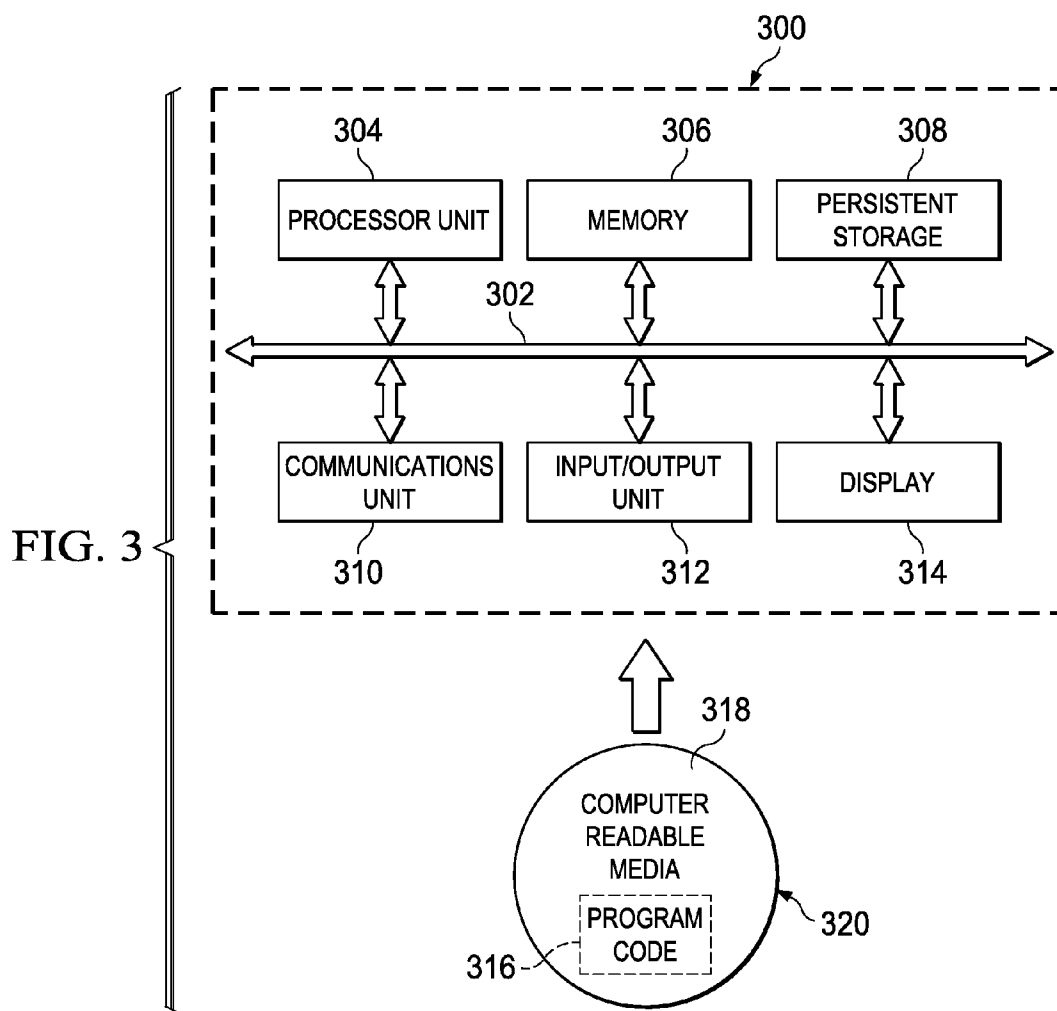 300
304
306
308
PROCESSOR UNIT
MEMORY
PERSISTENT
STORAGE
302
COMMUNICATIONS
UNIT
INPUT/OUTPUT
UNIT
DISPLAY
FIG. 3
310
312
314
318
COMPUTER
READABLE
MEDIA
PROGRAM
CODE
316
320